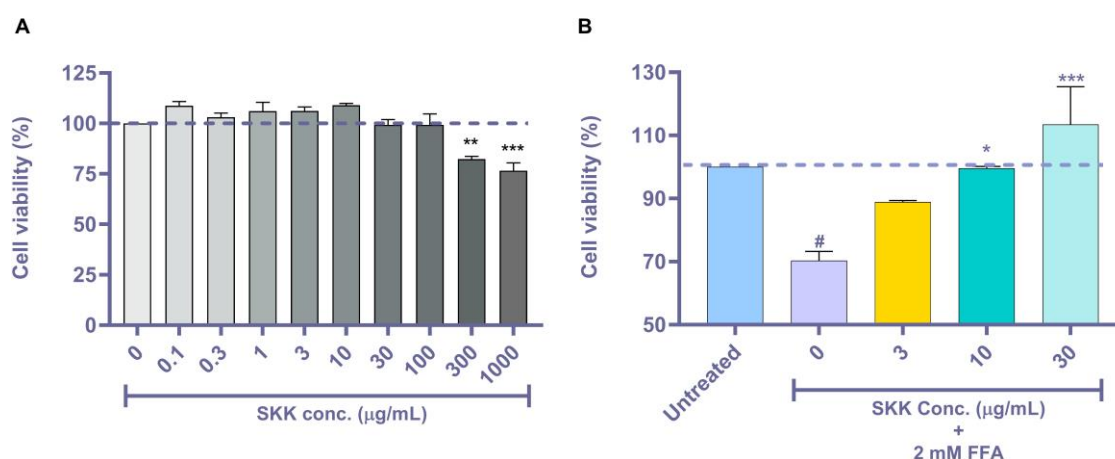 A
Cell viability (%)
125
100
75
50
25
0
** ***
0 0.1 0.3 1 3 10 30 100 300 1000
SKK conc. (μg/mL)
B
Cell viability (%)
130
110
90
70
50
# * ***
Untreated 0 3 10 30
SKK Conc. (μg/mL)
+
2 mM FFA